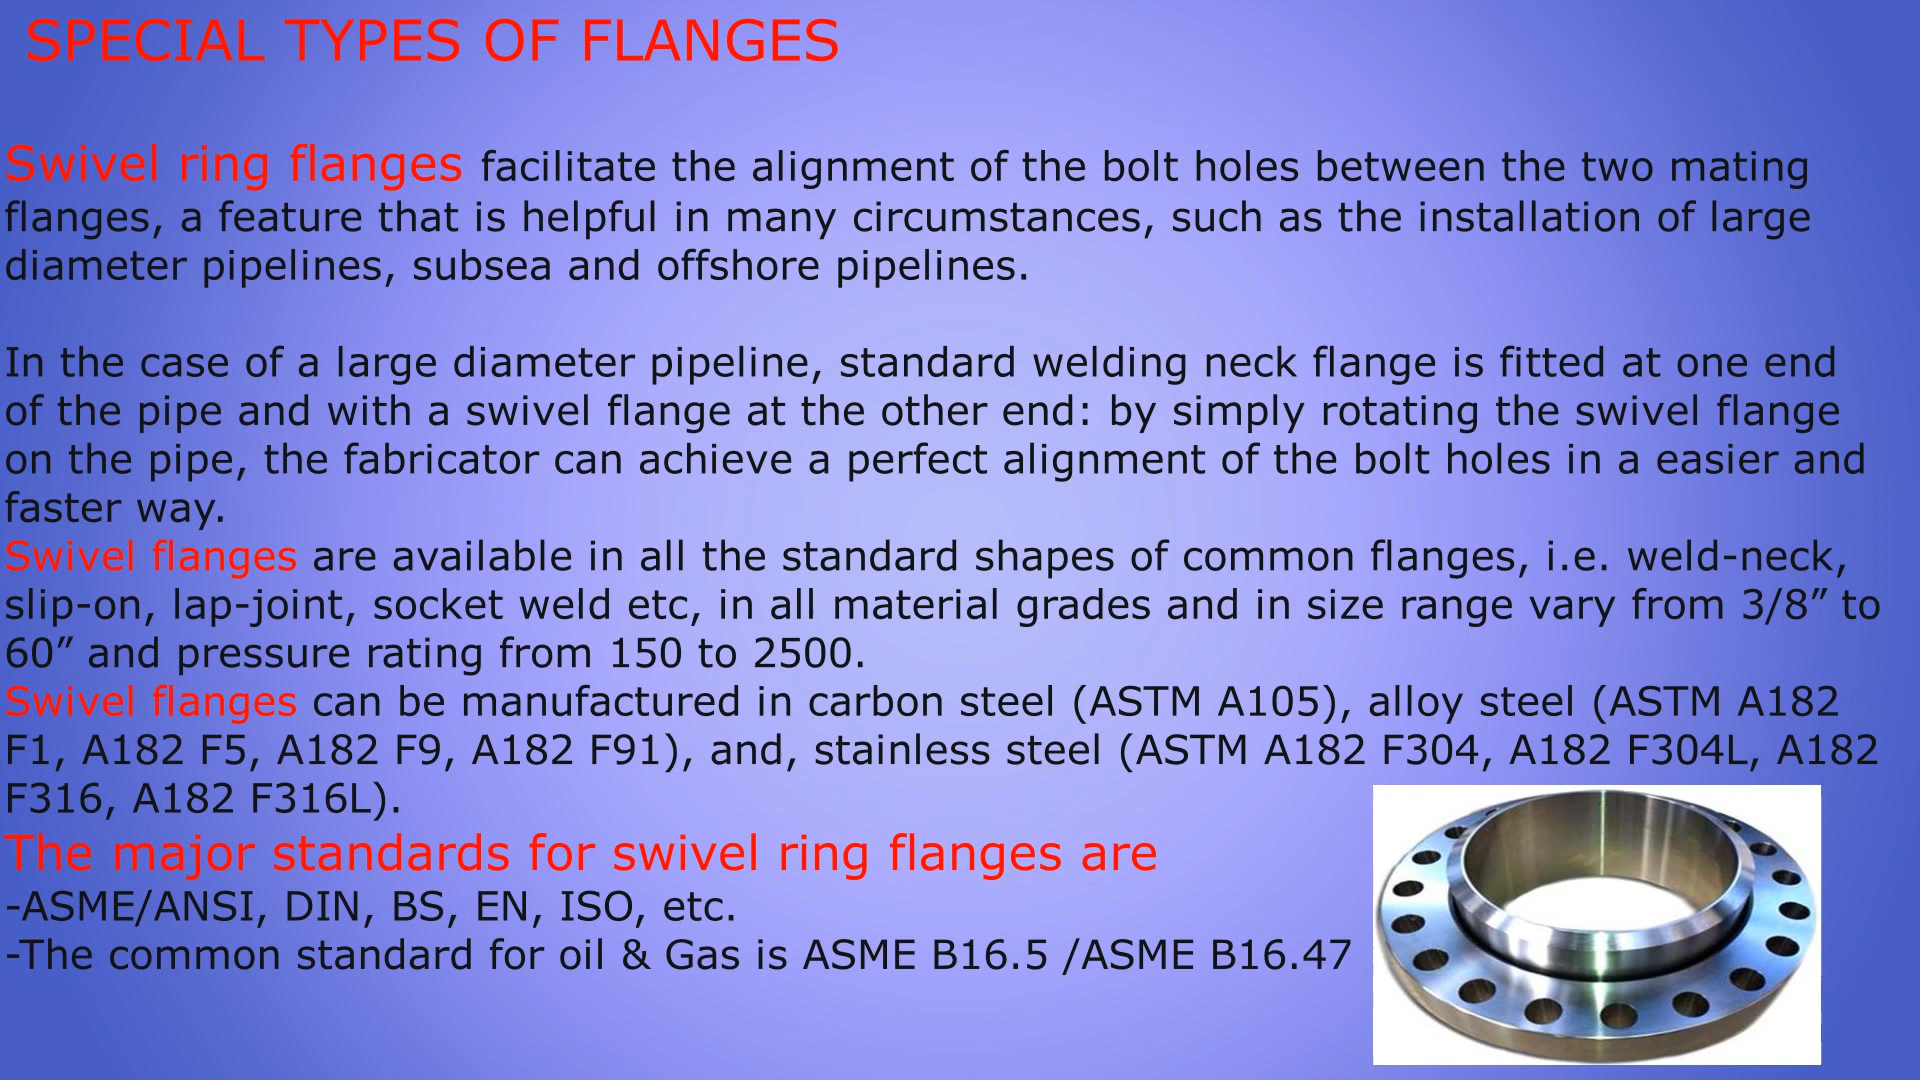 SPECIAL TYPES OF FLANGES
Swivel ring flanges facilitate the alignment of the bolt holes between the two mating
flanges, a feature that is helpful in many circumstances, such as the installation of large
diameter pipelines, subsea and offshore pipelines.
In the case of a large diameter pipeline, standard welding neck flange is fitted at one end
of the pipe and with a swivel flange at the other end: by simply rotating the swivel flange
on the pipe, the fabricator can achieve a perfect alignment of the bolt holes in a easier and
faster way.
Swivel flanges are available in all the standard shapes of common flanges, i.e. weld-neck,
slip-on, lap-joint, socket weld etc, in all material grades and in size range vary from 3/8” to
60” and pressure rating from 150 to 2500.
Swivel flanges can be manufactured in carbon steel (ASTM A105), alloy steel (ASTM A182
F1, A182 F5, A182 F9, A182 F91), and, stainless steel (ASTM A182 F304, A182 F304L, A182
F316, A182 F316L).
The major standards for swivel ring flanges are
-ASME/ANSI, DIN, BS, EN, ISO, etc.
-The common standard for oil & Gas is ASME B16.5 /ASME B16.47